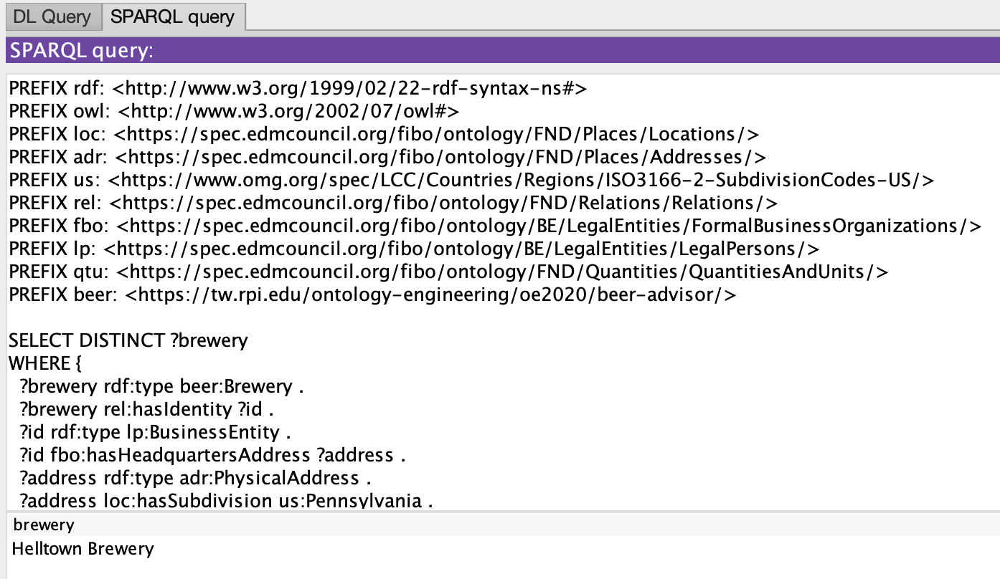 DL Query
SPARQL query
SPARQL query:
PREFIX rdf: <http://www.w3.org/1999/02/22-rdf-syntax-ns#>
PREFIX owl: <http://www.w3.org/2002/07/owl#>
PREFIX loc: <https://spec.edmcouncil.org/fibo/ontology/FND/Places/Locations/>
PREFIX adr: <https://spec.edmcouncil.org/fibo/ontology/FND/Places/Addresses/>
PREFIX us: <https://www.omg.org/spec/LCC/Countries/Regions/ISO3166-2-SubdivisionCodes-US/>
PREFIX rel: <https://spec.edmcouncil.org/fibo/ontology/FND/Relations/Relations/>
PREFIX fbo: <https://spec.edmcouncil.org/fibo/ontology/BE/LegalEntities/FormalBusinessOrganizations/>
PREFIX lp: <https://spec.edmcouncil.org/fibo/ontology/BE/LegalEntities/LegalPersons/>
PREFIX qtu: <https://spec.edmcouncil.org/fibo/ontology/FND/Quantities/QuantitiesAndUnits/>
PREFIX beer: <https://tw.rpi.edu/ontology-engineering/oe2020/beer-advisor/>
SELECT DISTINCT ?brewery
WHERE {
?brewery rdf:type beer:Brewery .
?brewery rel:hasIdentity ?id .
?id rdf:type lp:BusinessEntity .
?id fbo:hasHeadquartersAddress ?address .
?address rdf:type adr:PhysicalAddress .
?address loc:hasSubdivision us:Pennsylvania .
brewery
Helltown Brewery